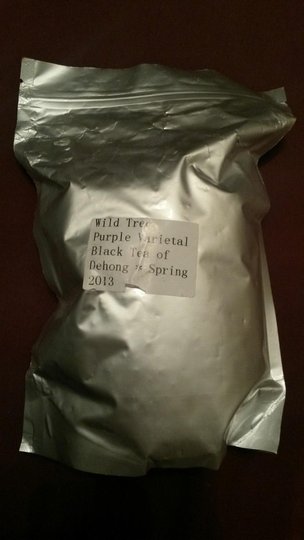 Wild Tree
Purple Varietal
Black Tea of
Dehong * Spring
2013